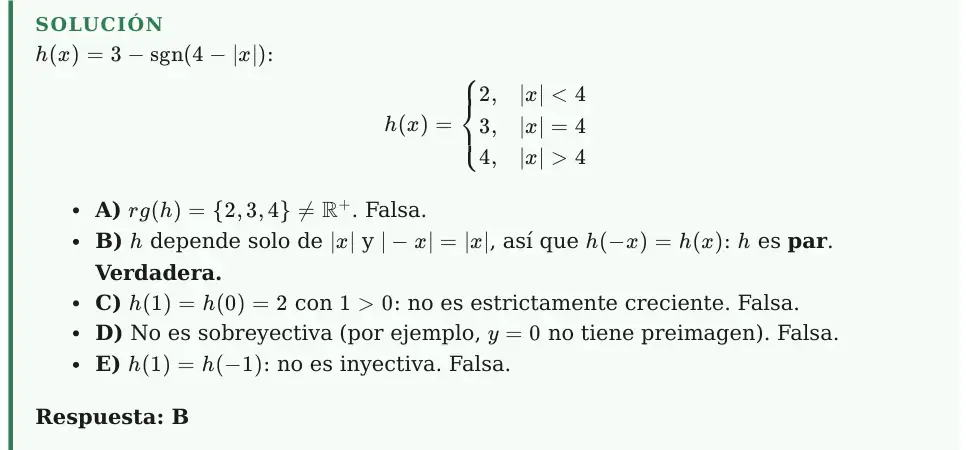 SOLUCIÓN
h(x) = 3 − sgn(4 − |x|):
h(x) = { 2, |x| < 4
3, |x| = 4
4, |x| > 4
• A) rg(h) = {2, 3, 4} ≠ ℝ⁺. Falsa.
• B) h depende solo de |x| y | − x| = |x|, así que h(−x) = h(x): h es par.
Verdadera.
• C) h(1) = h(0) = 2 con 1 > 0: no es estrictamente creciente. Falsa.
• D) No es sobreyectiva (por ejemplo, y = 0 no tiene preimagen). Falsa.
• E) h(1) = h(−1): no es inyectiva. Falsa.
Respuesta: B